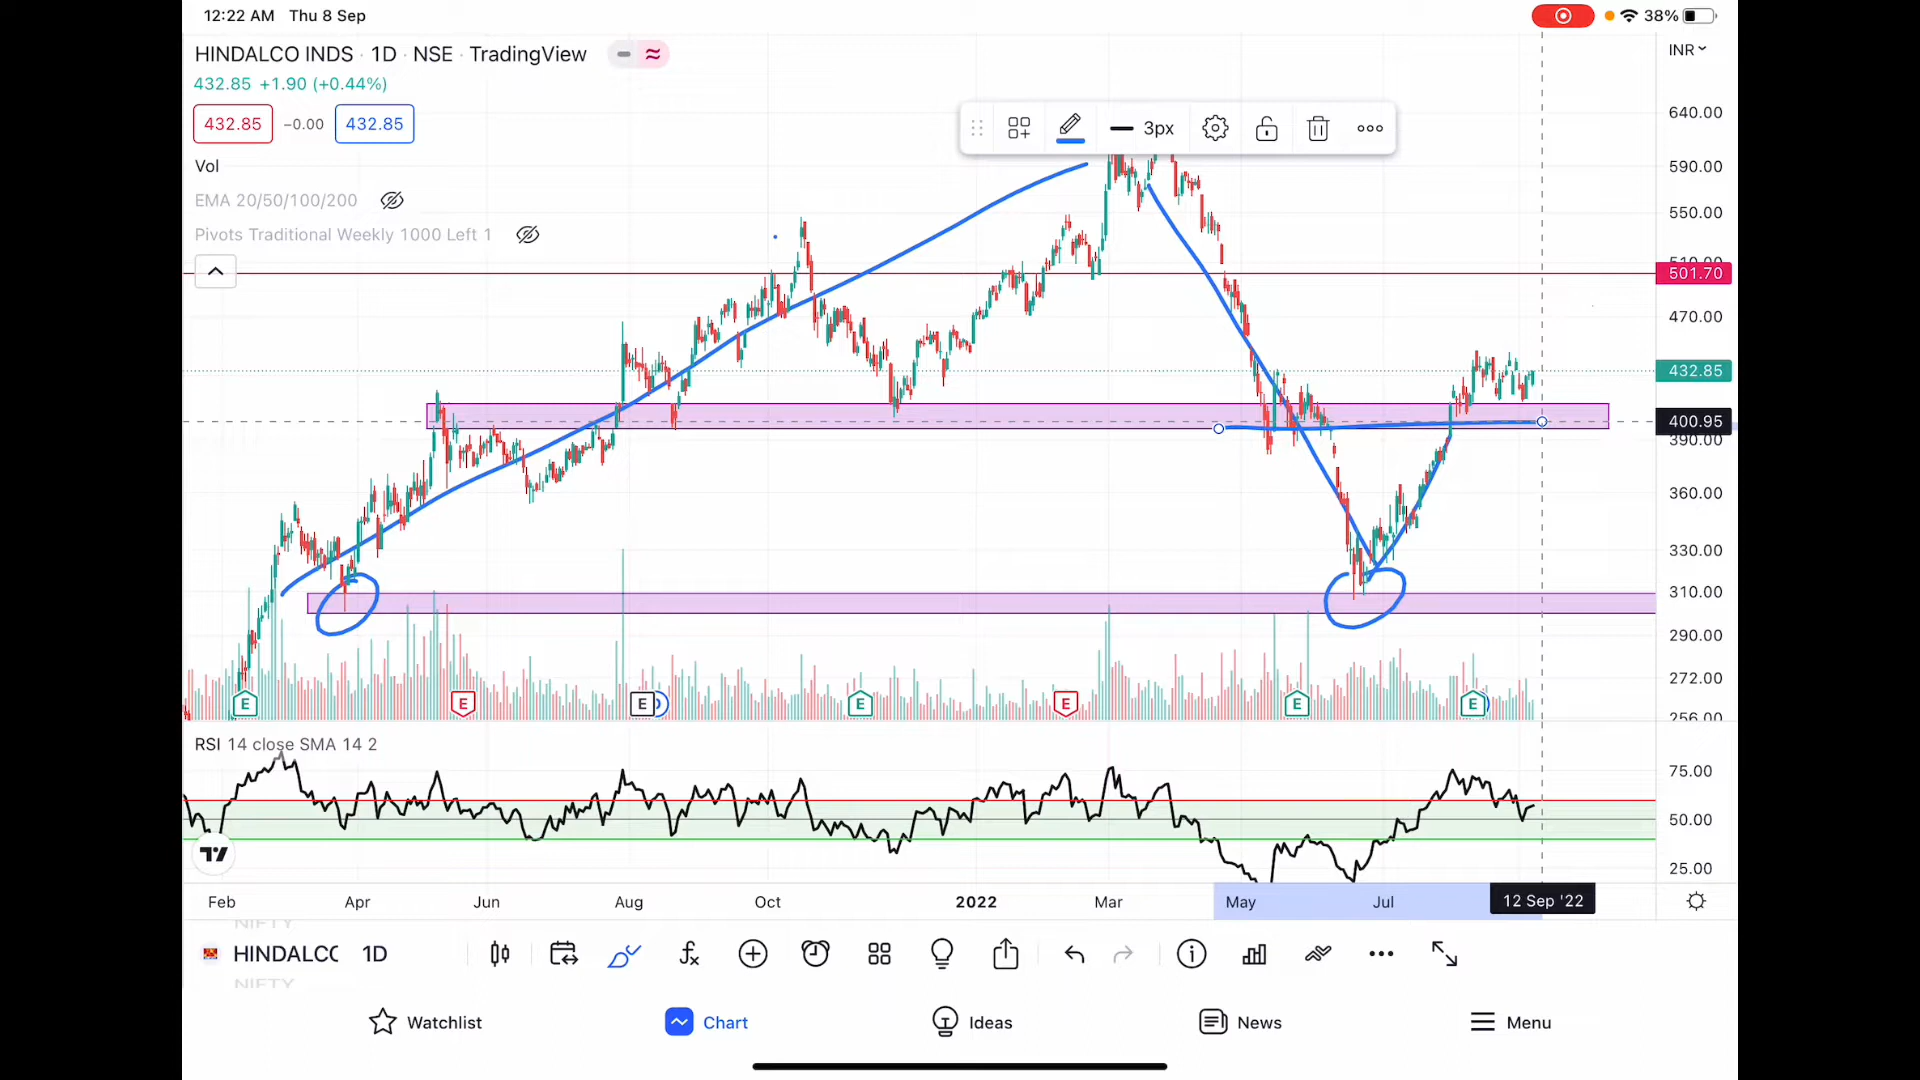 12:22 AM Thu 8 Sep 38%
HINDALCO INDS · 1D · NSE · TradingView INR
432.85 +1.90 (+0.44%)
432.85 −0.00 432.85
3px
Vol
EMA 20/50/100/200
Pivots Traditional Weekly 1000 Left 1
640.00
590.00
550.00
510.00
501.70
470.00
432.85
400.95
390.00
360.00
330.00
310.00
290.00
272.00
256.00
E E E E E E E
RSI 14 close SMA 14 2
75.00
50.00
25.00
Feb Apr Jun Aug Oct 2022 Mar May Jul 12 Sep '22
NIFTY
HINDALCO 1D
NIFTY
Watchlist Chart Ideas News Menu